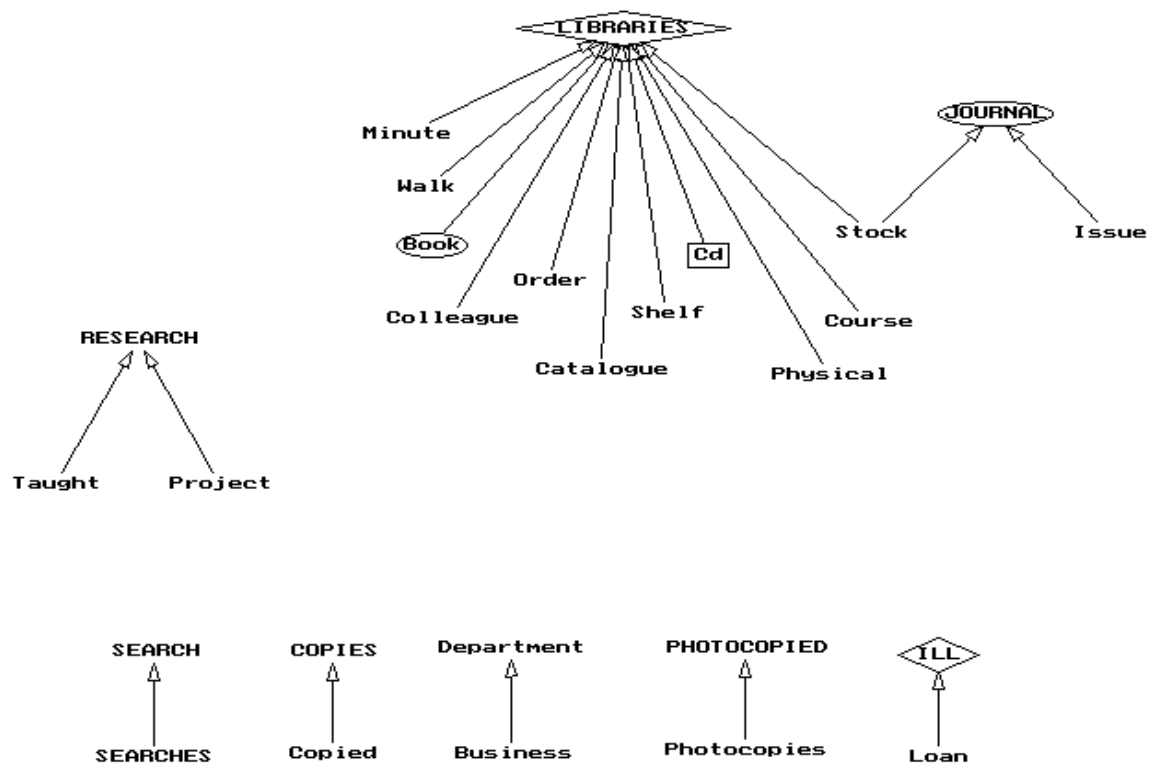 LIBRARIES
JOURNAL
Minute
Walk
Stock
Issue
Book
Cd
Order
Shelf
Colleague
Course
RESEARCH
Catalogue
Physical
Taught
Project
SEARCH
COPIES
Department
PHOTOCOPIED
ILL
SEARCHES
Copied
Business
Photocopies
Loan